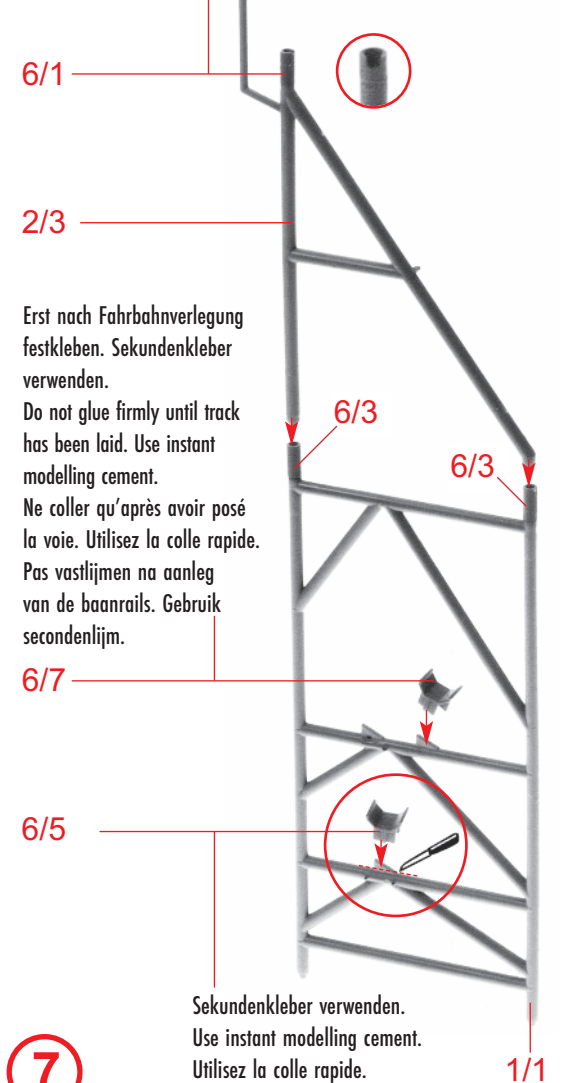 6/1
2/3
Erst nach Fahrbahnverlegung
festkleben. Sekundenkleber
verwenden.
Do not glue firmly until track
has been laid. Use instant
modelling cement.
Ne coller qu'après avoir posé
la voie. Utilisez la colle rapide.
Pas vastlijmen na aanleg
van de baanrails. Gebruik
secondenlijm.
6/3
6/3
6/7
6/5
Sekundenkleber verwenden.
Use instant modelling cement.
Utilisez la colle rapide.
7
1/1